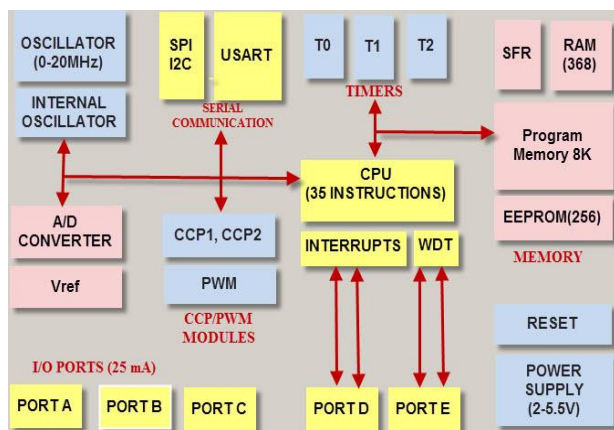 OSCILLATOR
(0-20MHz)
INTERNAL
OSCILLATOR
SPI
I2C
USART
SERIAL
COMMUNICATION
T0
T1
T2
TIMERS
SFR
RAM
(368)
Program
Memory 8K
EEPROM(256)
MEMORY
CPU
(35 INSTRUCTIONS)
A/D
CONVERTER
Vref
CCP1, CCP2
PWM
CCP/PWM
MODULES
INTERRUPTS
WDT
RESET
POWER
SUPPLY
(2-5.5V)
I/O PORTS (25 mA)
PORT A
PORT B
PORT C
PORT D
PORT E